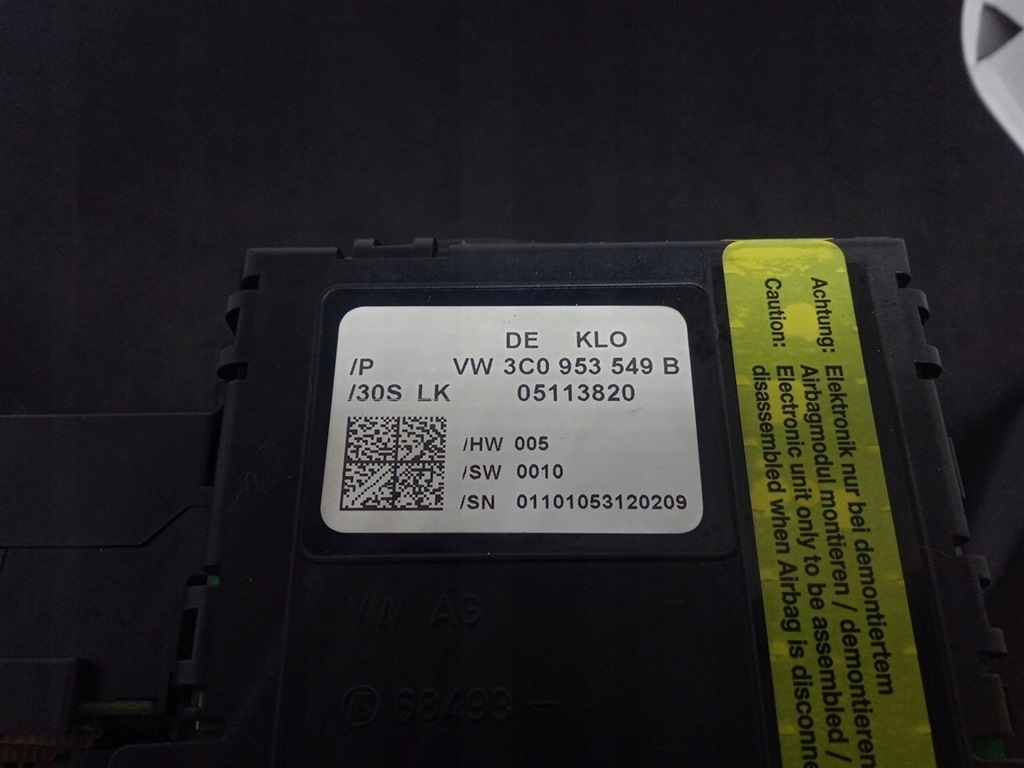 DE KLO
/P VW 3C0 953 549 B
/30S LK 05113820
/HW 005
/SW 0010
/SN 01101053120209
VW AG
68493
Achtung: Elektronik nur bei demontiertem
Airbagmodul montieren / demontieren
Caution: Electronic unit only to be assembled /
disassembled when Airbag is disconne